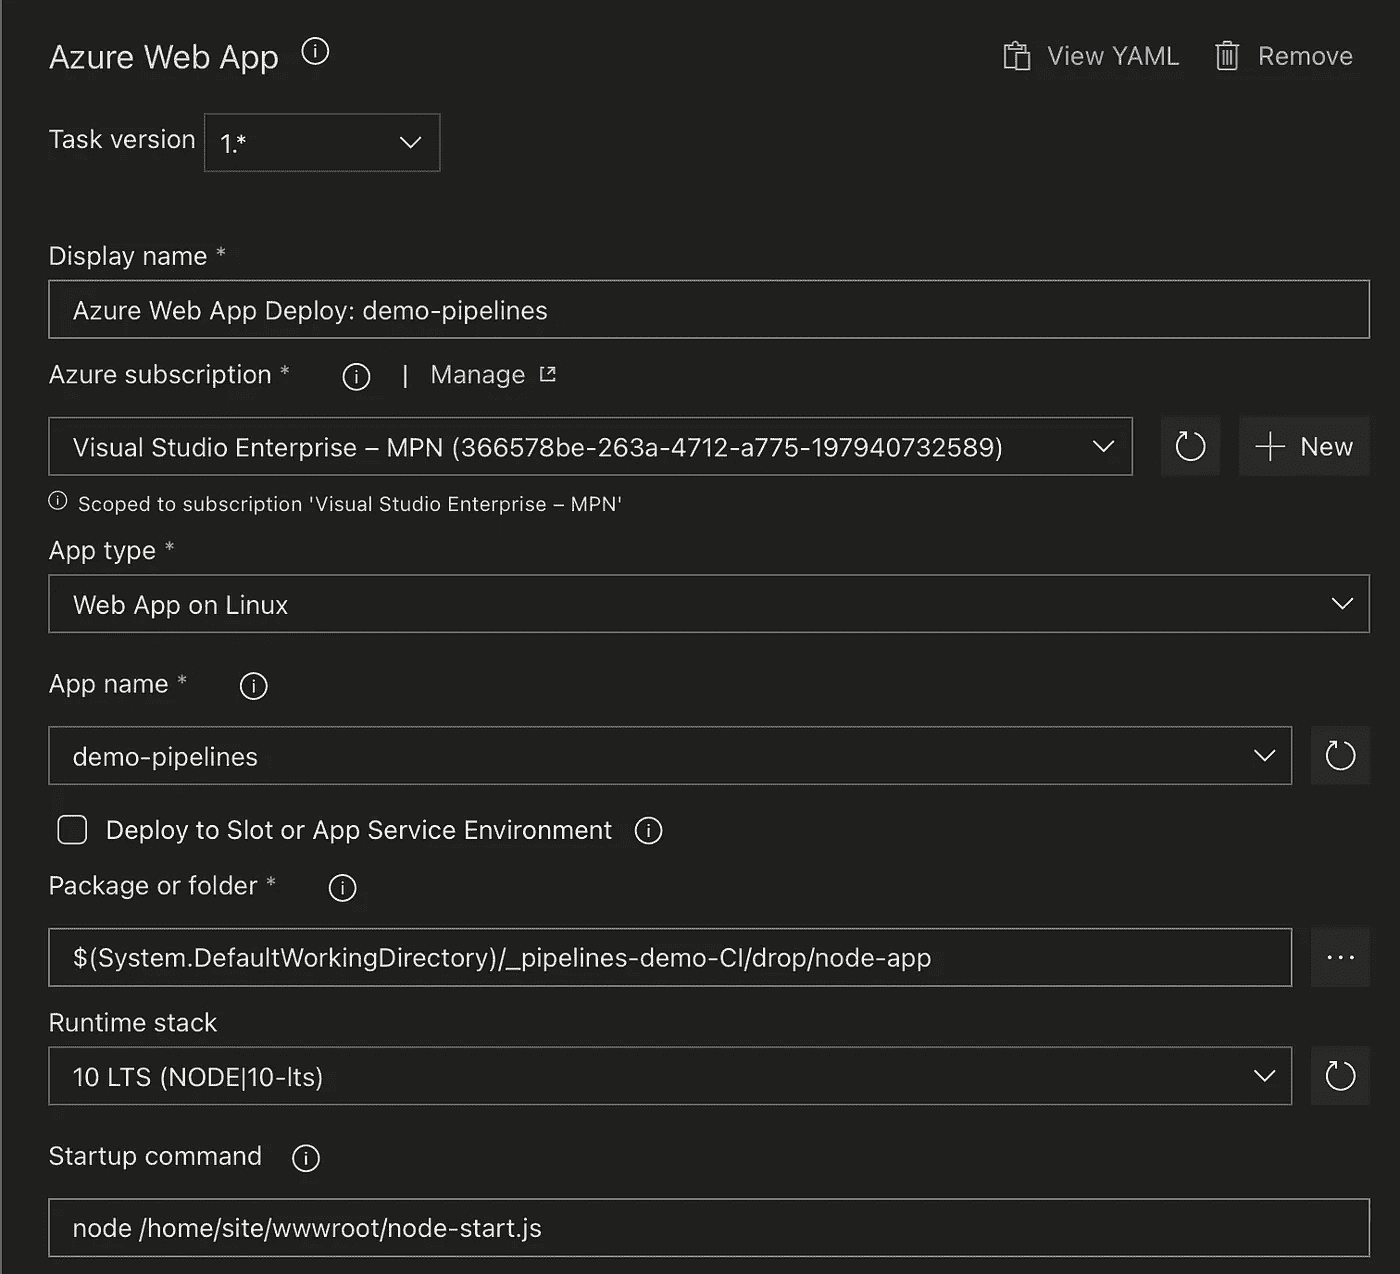 Azure Web App
View YAML
Remove
Task version
1.*
Display name *
Azure Web App Deploy: demo-pipelines
Azure subscription *
| Manage
Visual Studio Enterprise – MPN (366578be-263a-4712-a775-197940732589)
New
Scoped to subscription 'Visual Studio Enterprise – MPN'
App type *
Web App on Linux
App name *
demo-pipelines
Deploy to Slot or App Service Environment
Package or folder *
$(System.DefaultWorkingDirectory)/_pipelines-demo-CI/drop/node-app
...
Runtime stack
10 LTS (NODE|10-lts)
Startup command
node /home/site/wwwroot/node-start.js